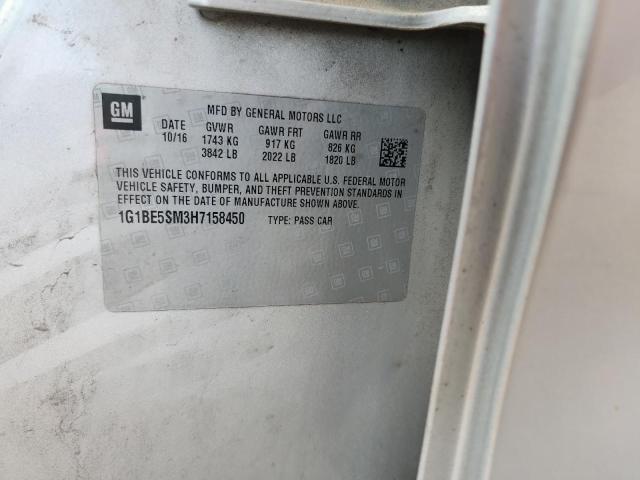 GM
MFD BY GENERAL MOTORS LLC
DATE GVWR GAWR FRT GAWR RR
10/16 1743 KG 917 KG 826 KG
3842 LB 2022 LB 1820 LB
THIS VEHICLE CONFORMS TO ALL APPLICABLE U.S. FEDERAL MOTOR
VEHICLE SAFETY, BUMPER, AND THEFT PREVENTION STANDARDS IN
EFFECT ON THE DATE OF MANUFACTURE SHOWN ABOVE.
1G1BE5SM3H7158450 TYPE: PASS CAR